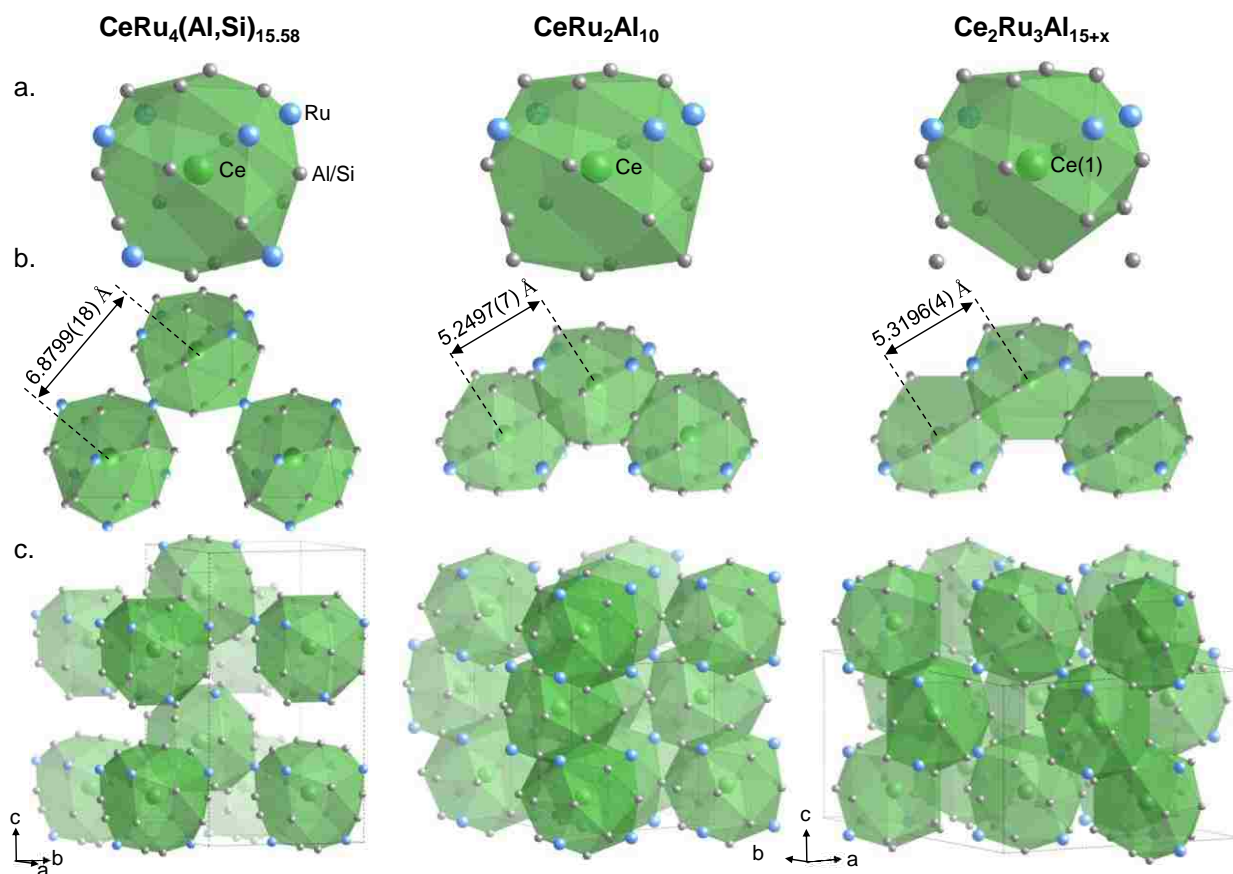 CeRu₄(Al,Si)₁₅.₅₈ CeRu₂Al₁₀ Ce₂Ru₃Al₁₅₊ₓ
a.
Ru
Ce Ce Ce(1)
Al/Si
b.
6.8799(18) Å 5.2497(7) Å 5.3196(4) Å
c.
c c
b b a
a